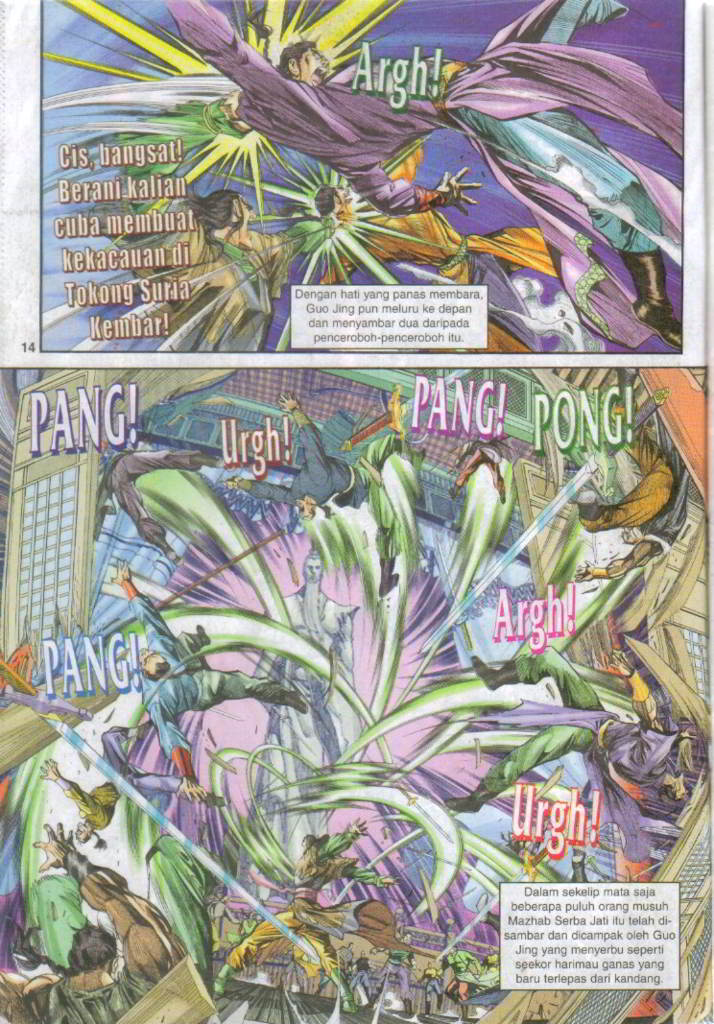 Argh!
Cis, bangsat!
Berani kalian
cuba membuat
kekacauan di
Tokong Suria
Kembar!
Dengan hati yang panas membara,
Guo Jing pun meluru ke depan
dan menyambar dua daripada
penceroboh-penceroboh itu.
14
PANG!
Urgh!
PANG!
PONG!
Argh!
PANG!
Urgh!
Dalam sekelip mata saja
beberapa puluh orang musuh
Mazhab Serba Jati itu telah di-
sambar dan dicampak oleh Guo
Jing yang menyerbu seperti
seekor harimau ganas yang
baru terlepas dari kandang.